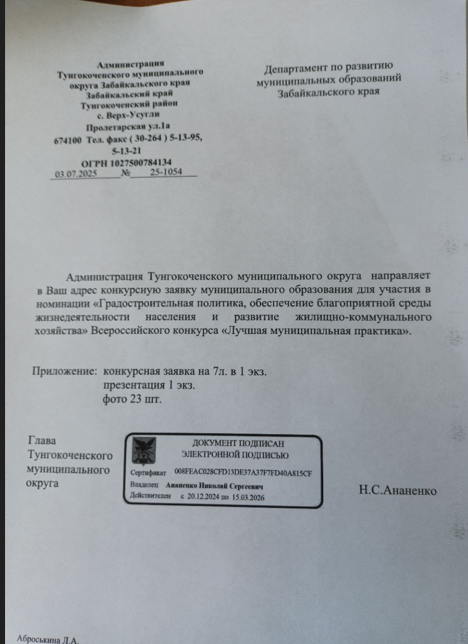 Администрация
Тунгокоченского муниципального
округа Забайкальского края
Забайкальский край
Тунгокоченский район
с. Верх-Усугли
Пролетарская ул.1а
674100 Тел. факс ( 30-264 ) 5-13-95,
5-13-21
ОГРН 1027500784134
03.07.2025 № 25-1054
Департамент по развитию
муниципальных образований
Забайкальского края
Администрация Тунгокоченского муниципального округа направляет
в Ваш адрес конкурсную заявку муниципального образования для участия в
номинации «Градостроительная политика, обеспечение благоприятной среды
жизнедеятельности населения и развитие жилищно-коммунального
хозяйства» Всероссийского конкурса «Лучшая муниципальная практика».
Приложение: конкурсная заявка на 7л. в 1 экз.
презентация 1 экз.
фото 23 шт.
Глава
Тунгокоченского
муниципального
округа
ДОКУМЕНТ ПОДПИСАН
ЭЛЕКТРОННОЙ ПОДПИСЬЮ
Сертификат 008FEAC028CFD13DE37A37F7FD40A815CF
Владелец Ананенко Николай Сергеевич
Действителен с 20.12.2024 по 15.03.2026
Н.С.Ананенко
Аброськина Л.А.